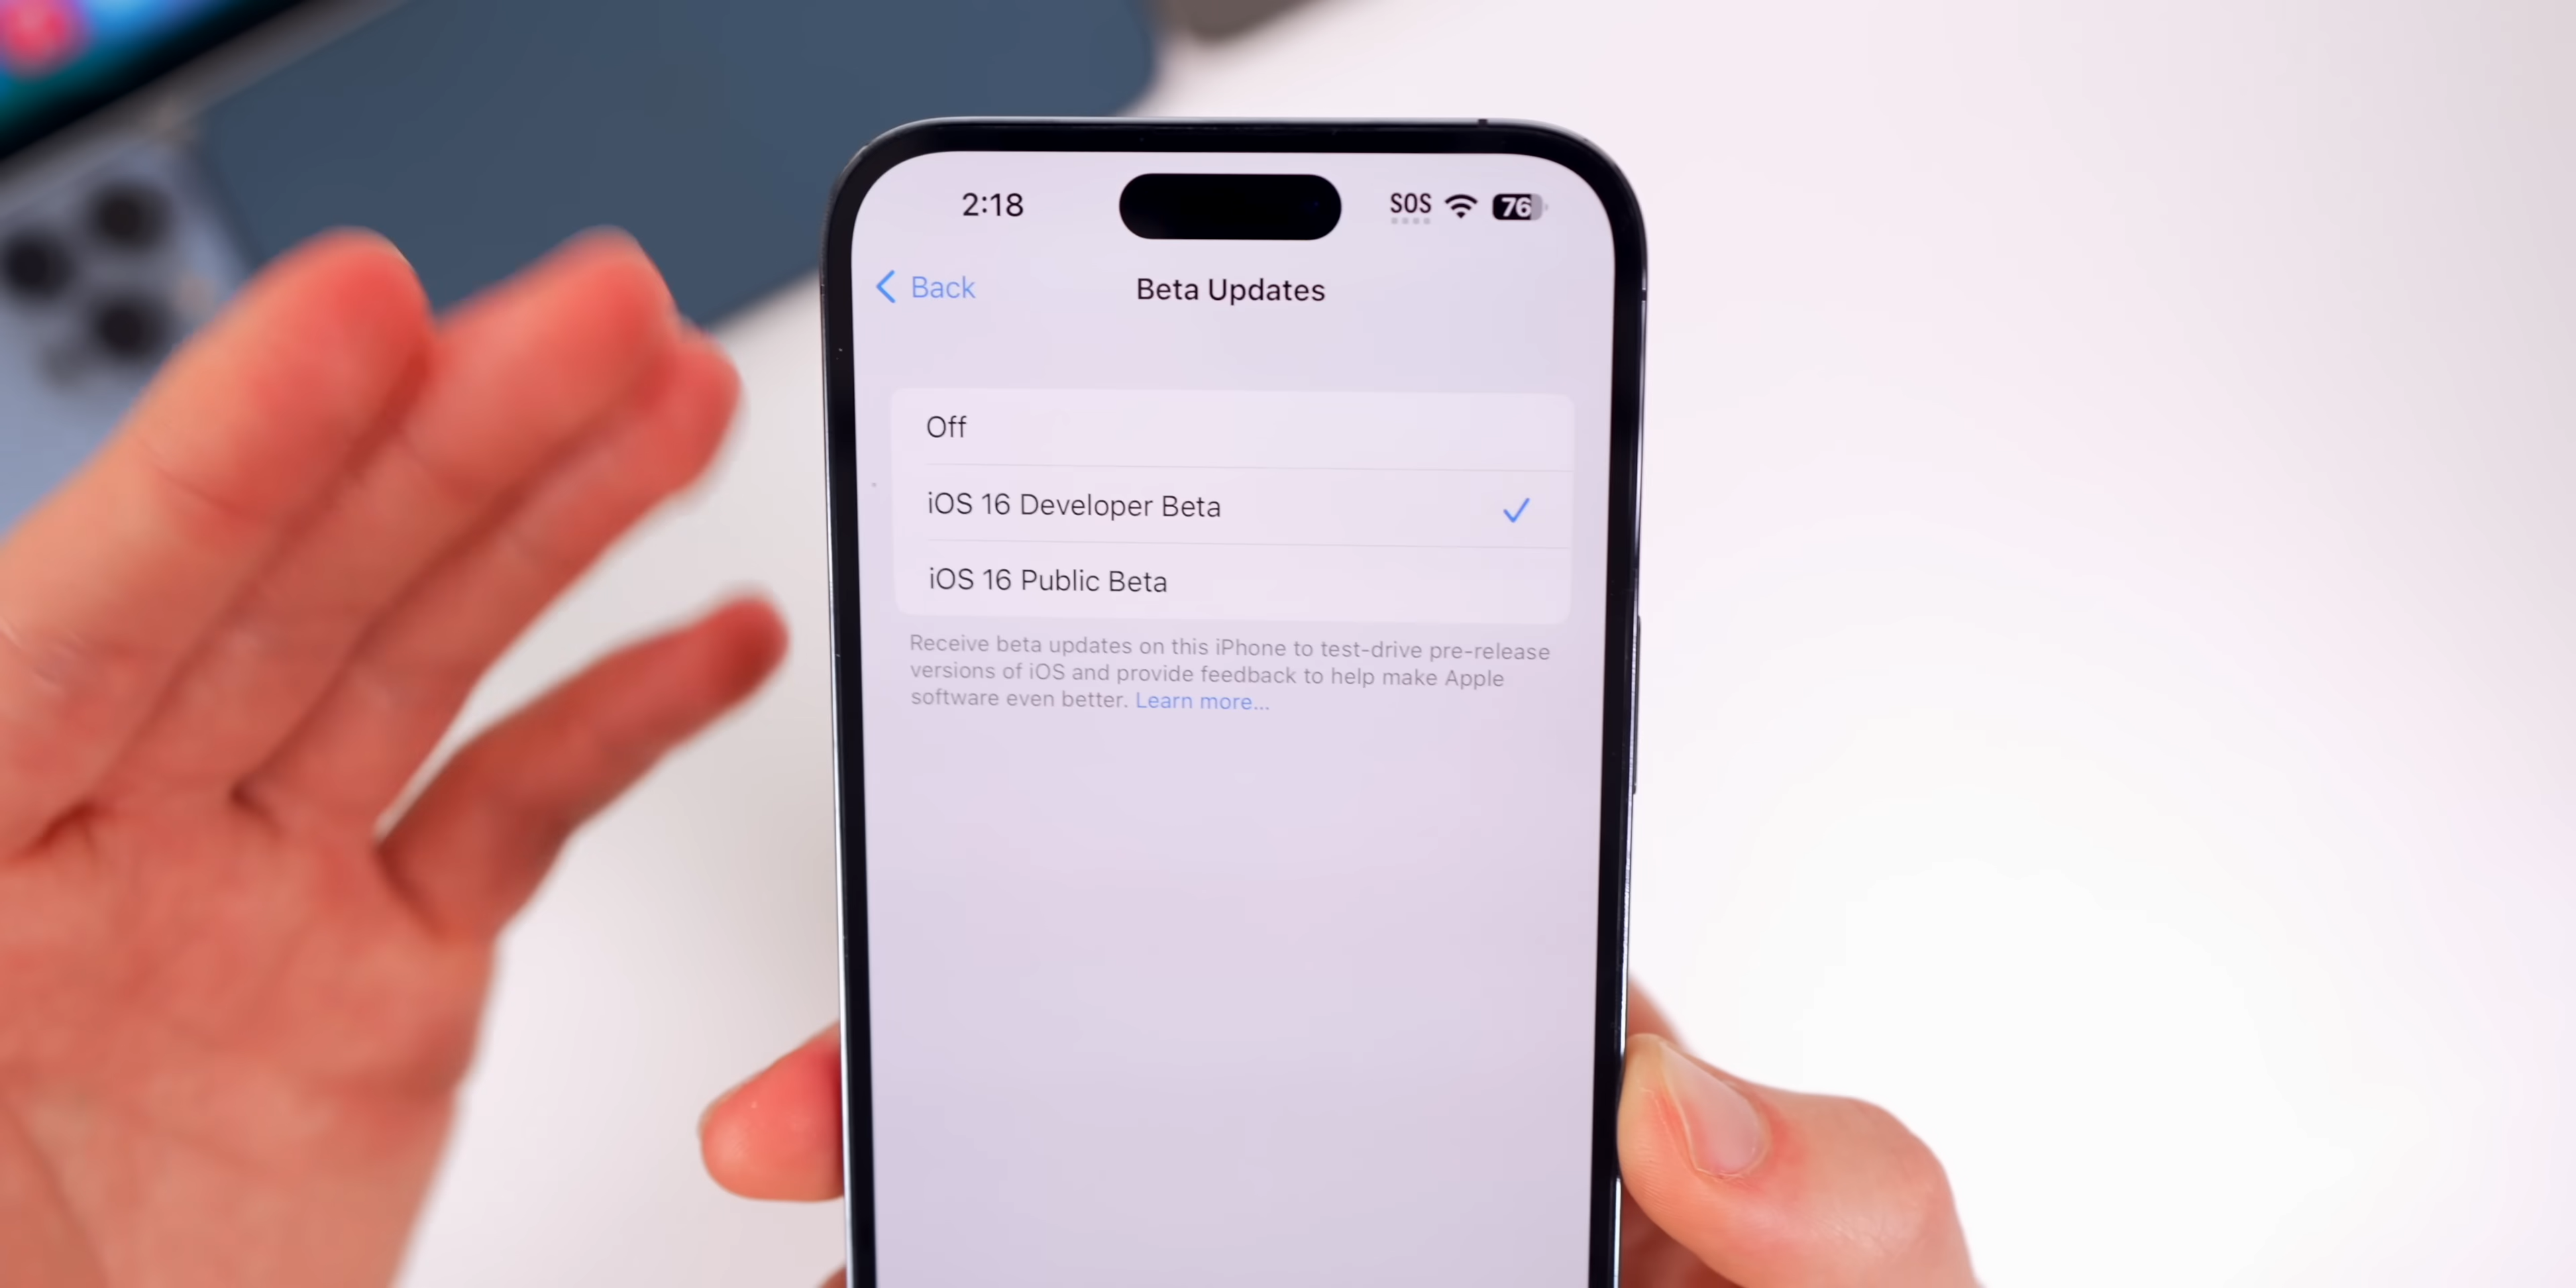 2:18 SOS 76
Back Beta Updates
Off
iOS 16 Developer Beta
iOS 16 Public Beta
Receive beta updates on this iPhone to test-drive pre-release
versions of iOS and provide feedback to help make Apple
software even better. Learn more...